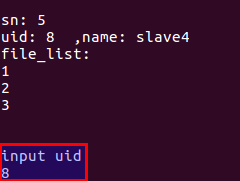 sn: 5
uid: 8  ,name: slave4
file_list:
1
2
3
input uid
8